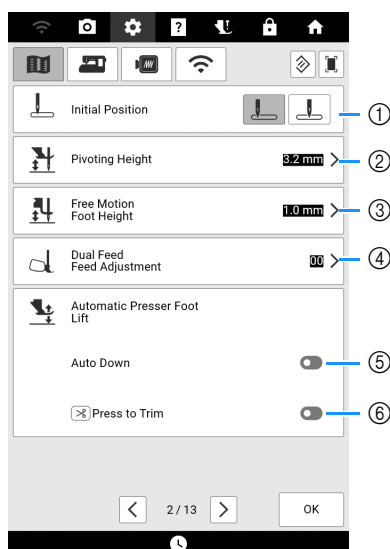 ?
Initial Position
①
Pivoting Height 3.2 mm ②
Free Motion
Foot Height 1.0 mm ③
Dual Feed
Feed Adjustment 00 ④
Automatic Presser Foot
Lift
Auto Down ⑤
Press to Trim ⑥
2 / 13 OK